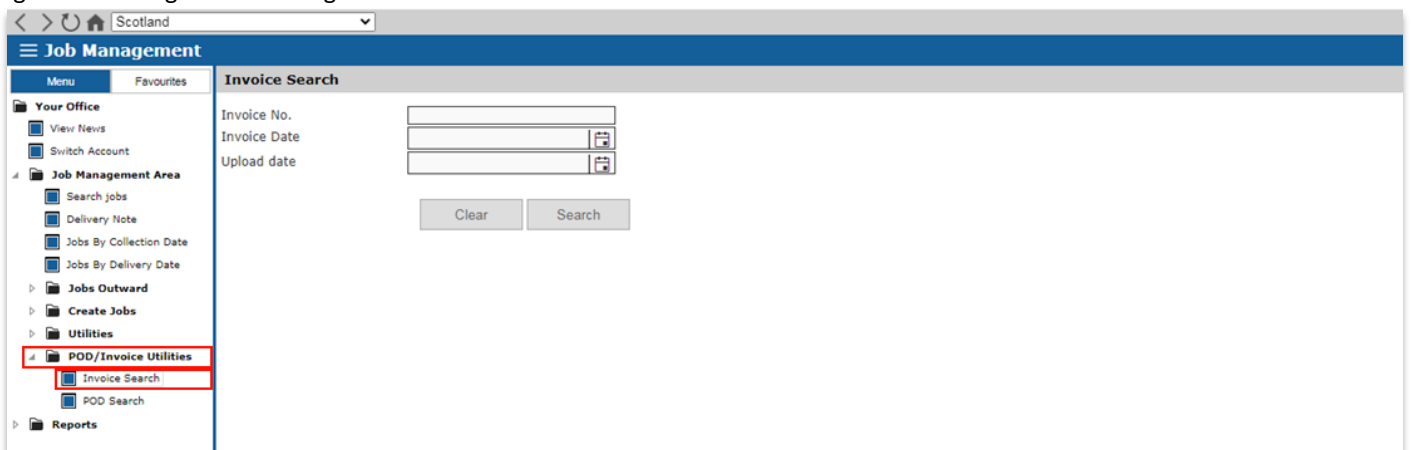 Scotland
Job Management
Menu Favourites
Invoice Search
Your Office
View News
Switch Account
Job Management Area
Search jobs
Delivery Note
Jobs By Collection Date
Jobs By Delivery Date
Jobs Outward
Create Jobs
Utilities
POD/Invoice Utilities
Invoice Search
POD Search
Reports
Invoice No.
Invoice Date
Upload date
Clear Search